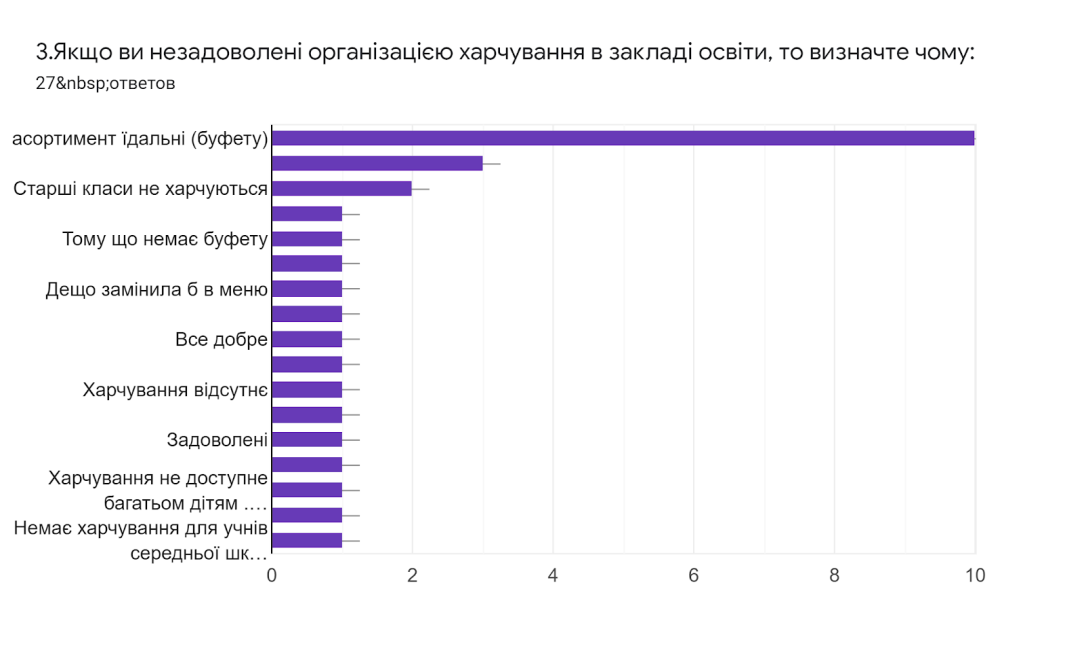 3.Якщо ви незадоволені організацією харчування в закладі освіти, то визначте чому:
27&nbsp;ответов
асортимент їдальні (буфету)
Старші класи не харчуються
Тому що немає буфету
Дещо замінила б в меню
Все добре
Харчування відсутнє
Задоволені
Харчування не доступне
багатьом дітям ….
Немає харчування для учнів
середньої шк…
0 2 4 6 8 10